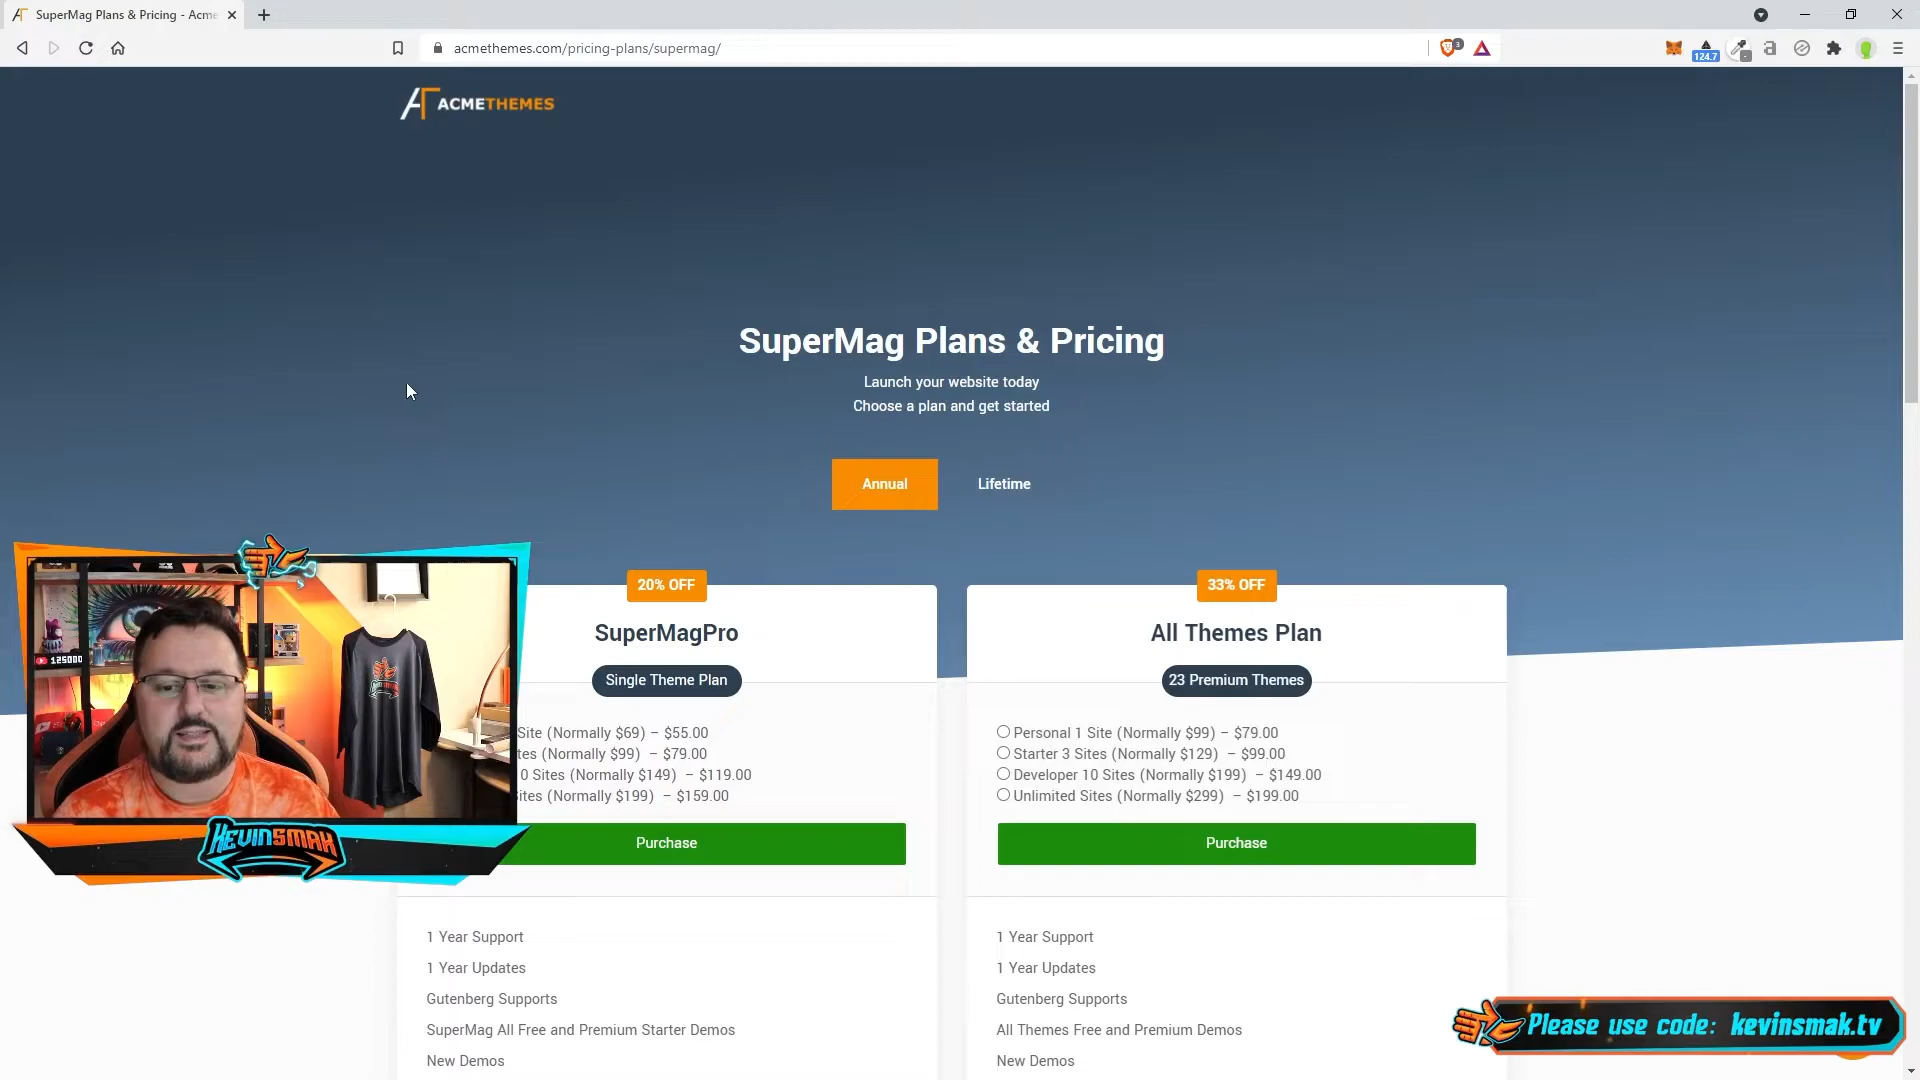 SuperMag Plans & Pricing - Acme
acmethemes.com/pricing-plans/supermag/
3
124.7
ACMETHEMES
SuperMag Plans & Pricing
Launch your website today
Choose a plan and get started
Annual
Lifetime
20% OFF
SuperMagPro
Single Theme Plan
Site (Normally $69) – $55.00
(Normally $99) – $79.00
0 Sites (Normally $149) – $119.00
(Normally $199) – $159.00
Purchase
1 Year Support
1 Year Updates
Gutenberg Supports
SuperMag All Free and Premium Starter Demos
New Demos
33% OFF
All Themes Plan
23 Premium Themes
Personal 1 Site (Normally $99) – $79.00
Starter 3 Sites (Normally $129) – $99.00
Developer 10 Sites (Normally $199) – $149.00
Unlimited Sites (Normally $299) – $199.00
Purchase
1 Year Support
1 Year Updates
Gutenberg Supports
All Themes Free and Premium Demos
New Demos
125000
KEVINSMAK
Please use code: kevinsmak.tv